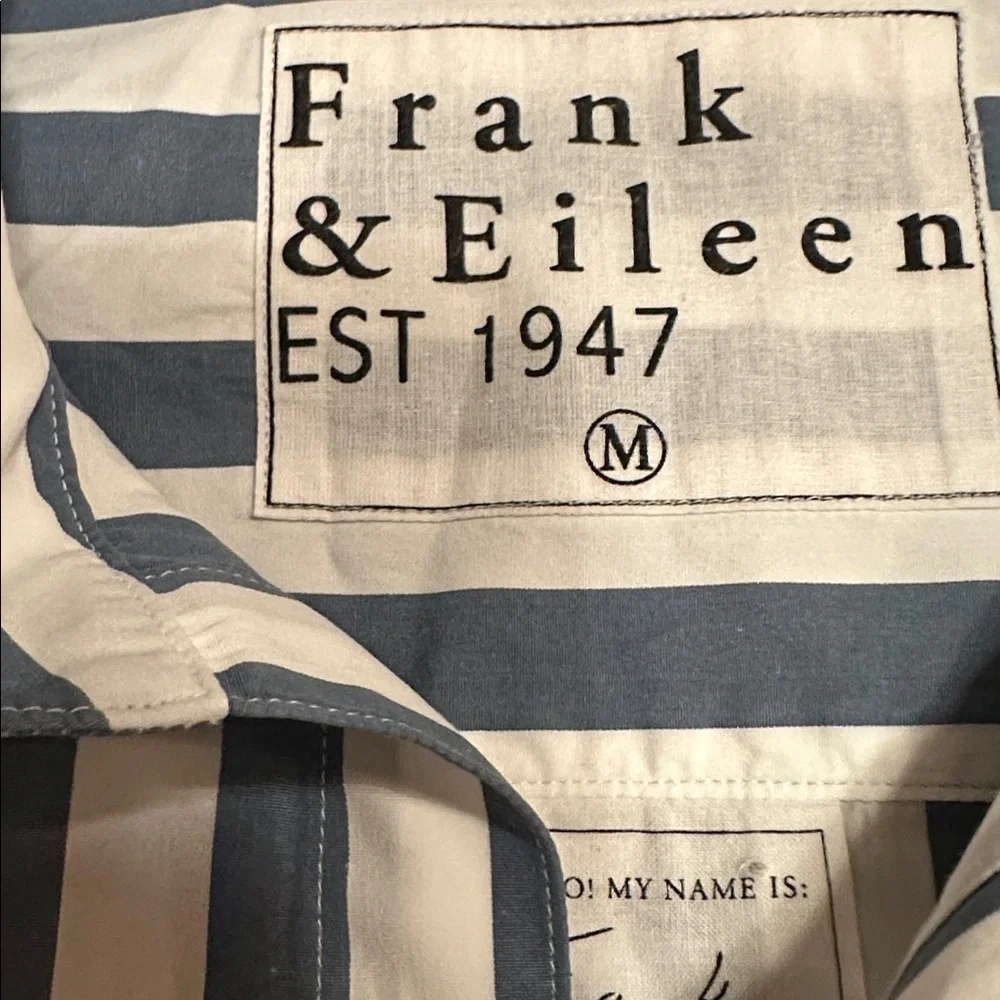 Frank
& Eileen
EST 1947
M
O! MY NAME IS: